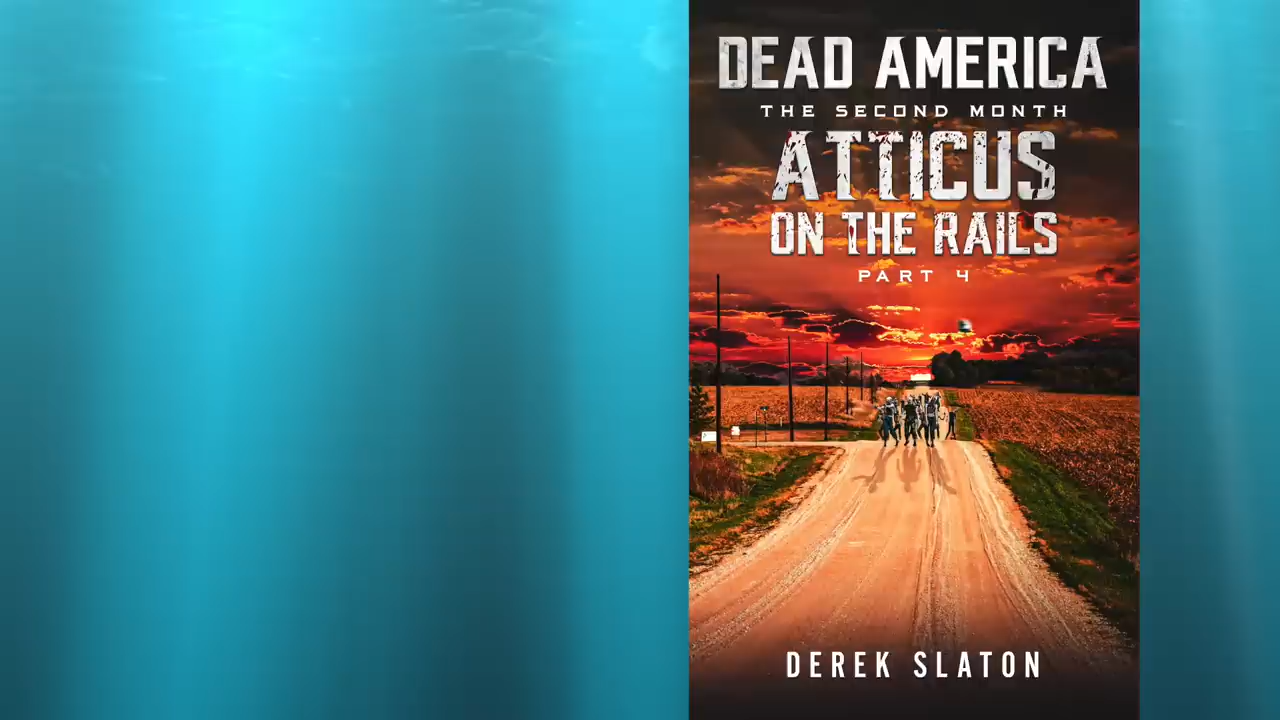 DEAD AMERICA
THE SECOND MONTH
ATTICUS
ON THE RAILS
PART 4
DEREK SLATON